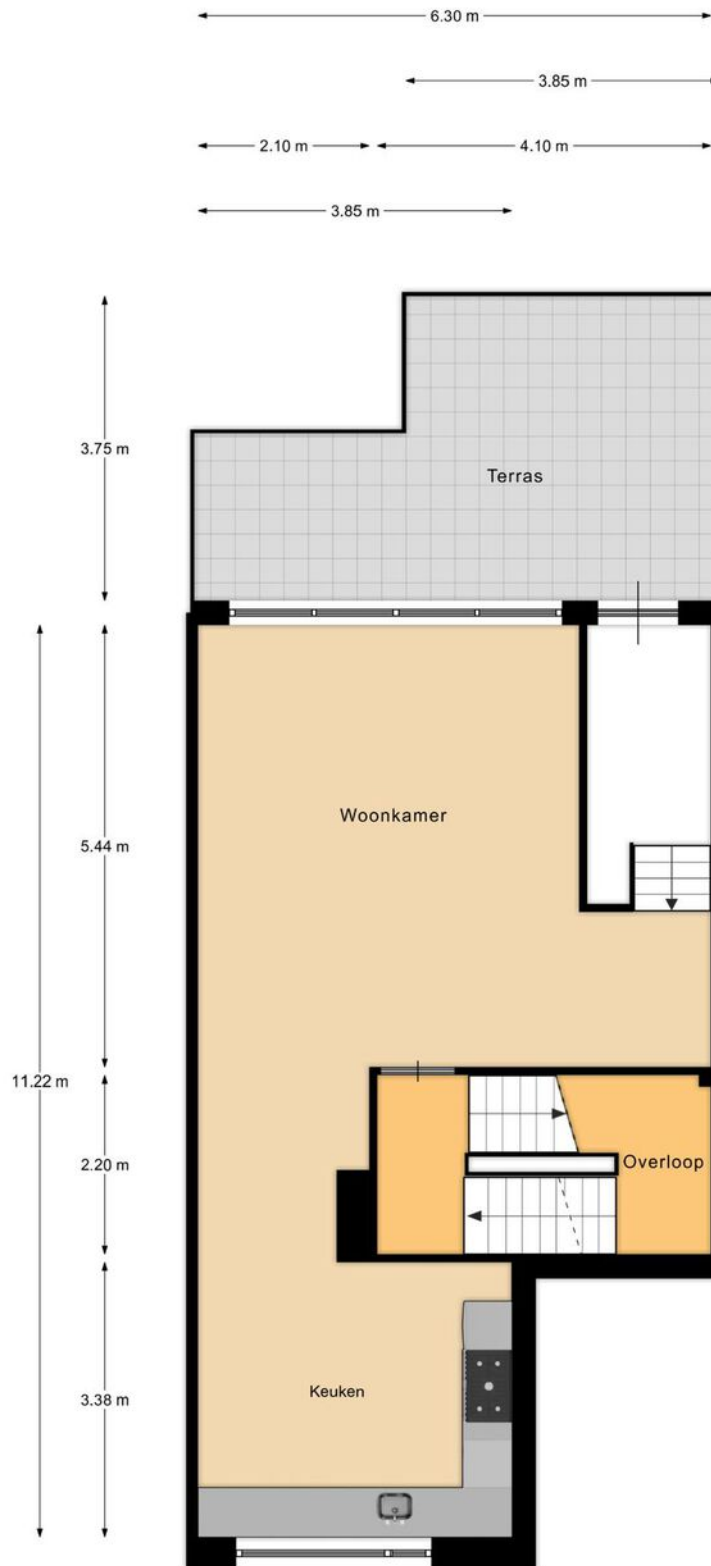 6.30 m
3.85 m
2.10 m
4.10 m
3.85 m
3.75 m
Terras
Woonkamer
5.44 m
11.22 m
2.20 m
Overloop
Keuken
3.38 m